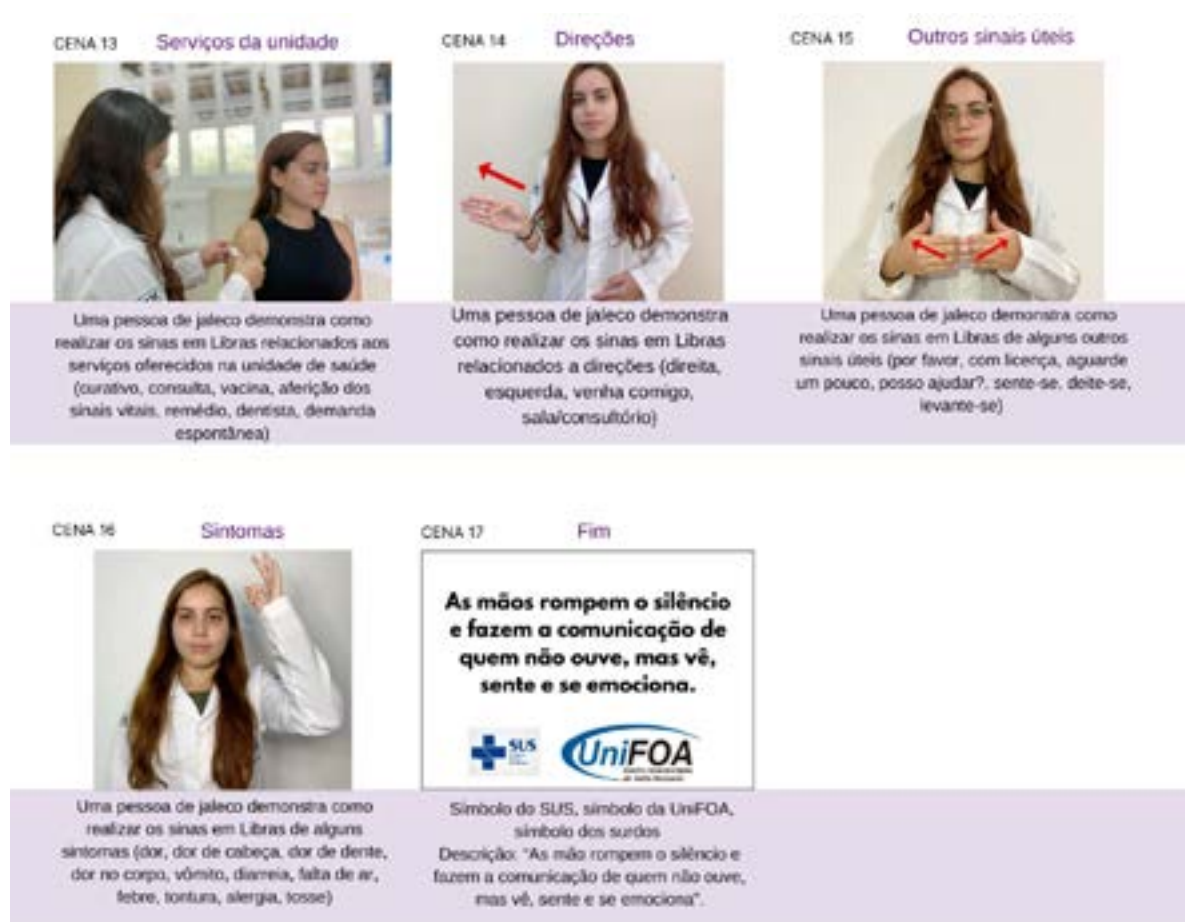 CENA 13 Serviços da unidade
Uma pessoa de jaleco demonstra como
realizar os sinas em Libras relacionados aos
serviços oferecidos na unidade de saúde
(curativo, consulta, vacina, aferição dos
sinais vitais, remédio, dentista, demanda
espontânea)
CENA 14 Direções
Uma pessoa de jaleco demonstra
como realizar os sinas em Libras
relacionados a direções (direita,
esquerda, venha comigo,
sala/consultório)
CENA 15 Outros sinais úteis
Uma pessoa de jaleco demonstra como
realizar os sinas em Libras de alguns outros
sinais úteis (por favor, com licença, aguarde
um pouco, posso ajudar?, sente-se, deite-se,
levante-se)
CENA 16 Sintomas
Uma pessoa de jaleco demonstra como
realizar os sinas em Libras de alguns
sintomas (dor, dor de cabeça, dor de dente,
dor no corpo, vômito, diarreia, falta de ar,
febre, tontura, alergia, tosse)
CENA 17 Fim
As mãos rompem o silêncio
e fazem a comunicação de
quem não ouve, mas vê,
sente e se emociona.
SUS
UniFOA
Símbolo do SUS, símbolo da UniFOA,
símbolo dos surdos
Descrição: "As mão rompem o silêncio e
fazem a comunicação de quem não ouve,
mas vê, sente e se emociona".